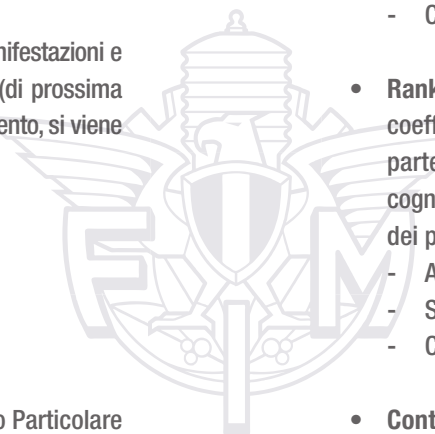 nifestazioni e
(di prossima
ento, si viene
o Particolare
- C
• Rank
coeff
parte
cogn
dei p
- A
- S
- C
• Cont
F M